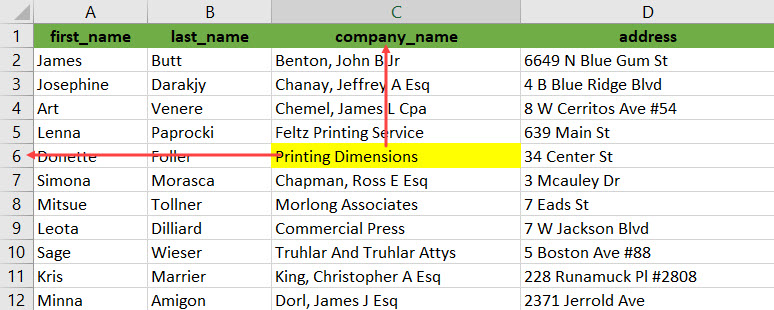 A B C D
1 first_name last_name company_name address
2 James Butt Benton, John B Jr 6649 N Blue Gum St
3 Josephine Darakjy Chanay, Jeffrey A Esq 4 B Blue Ridge Blvd
4 Art Venere Chemel, James L Cpa 8 W Cerritos Ave #54
5 Lenna Paprocki Feltz Printing Service 639 Main St
6 Donette Foller Printing Dimensions 34 Center St
7 Simona Morasca Chapman, Ross E Esq 3 Mcauley Dr
8 Mitsue Tollner Morlong Associates 7 Eads St
9 Leota Dilliard Commercial Press 7 W Jackson Blvd
10 Sage Wieser Truhlar And Truhlar Attys 5 Boston Ave #88
11 Kris Marrier King, Christopher A Esq 228 Runamuck Pl #2808
12 Minna Amigon Dorl, James J Esq 2371 Jerrold Ave